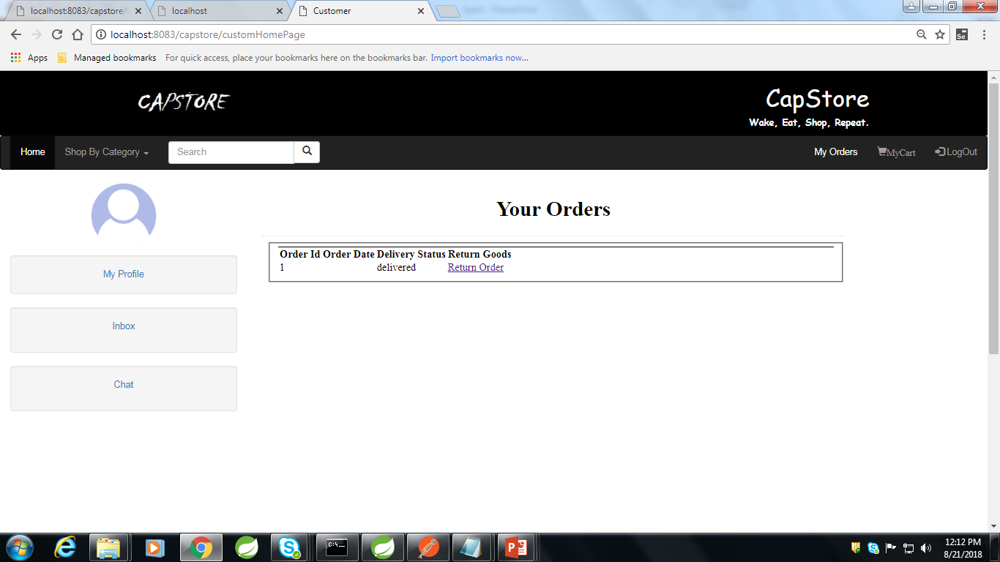 localhost:8083/capstore/
localhost
Customer
localhost:8083/capstore/customHomePage
Se
Apps
Managed bookmarks
For quick access, place your bookmarks here on the bookmarks bar. Import bookmarks now...
CAPSTORE
CapStore
Wake, Eat, Shop, Repeat.
Home
Shop By Category
Search
My Orders
MyCart
LogOut
Your Orders
Order Id Order Date Delivery Status Return Goods
1 delivered Return Order
My Profile
Inbox
Chat
12:12 PM
8/21/2018